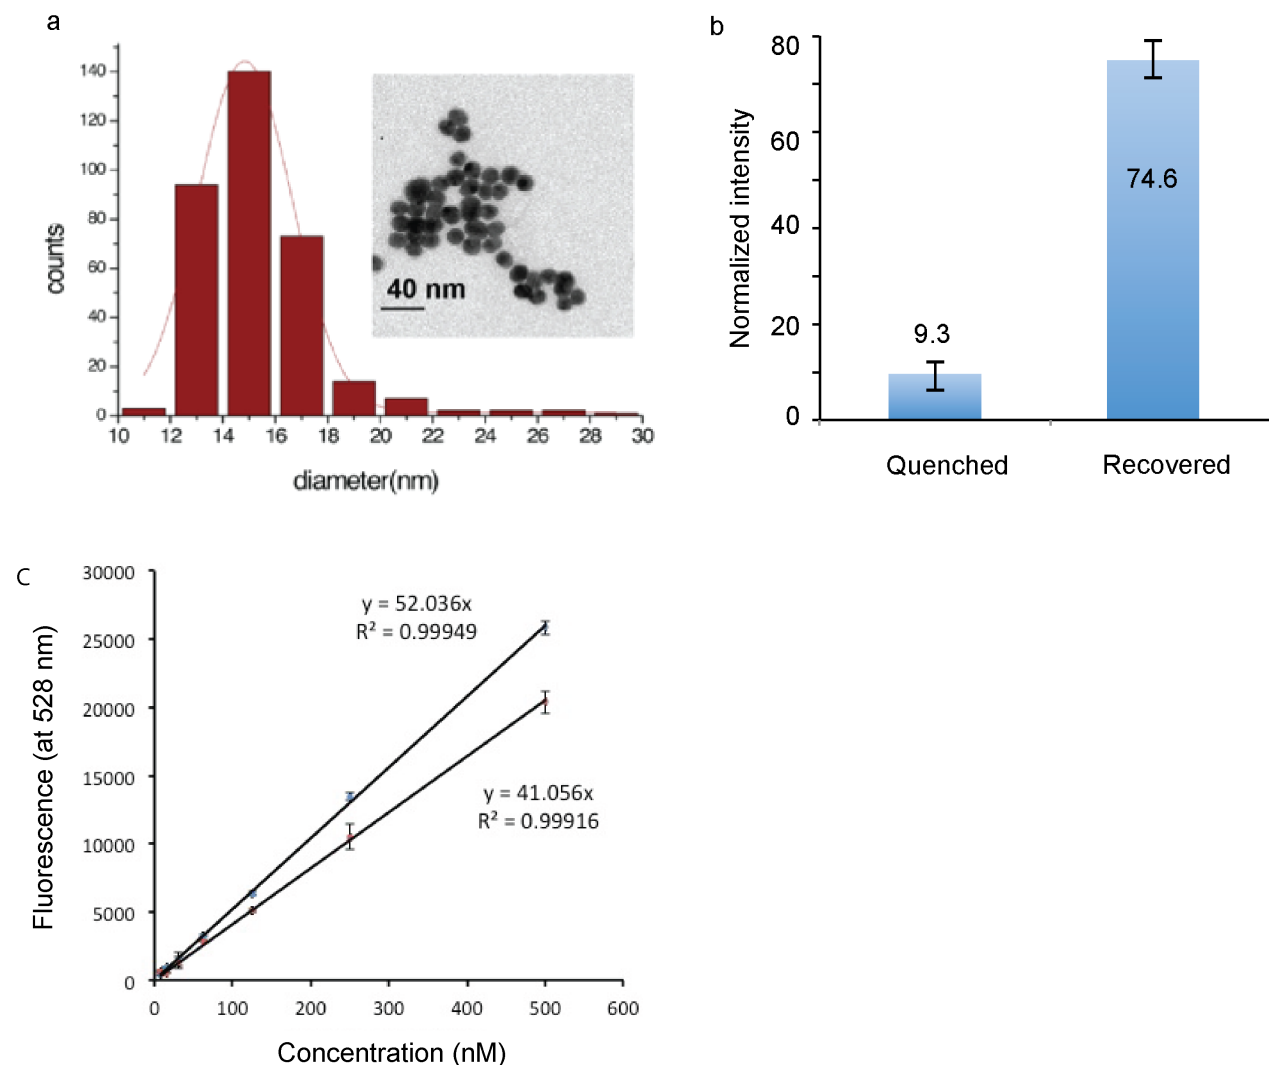 a
140
120
100
80
60
40
20
0
counts
10 12 14 16 18 20 22 24 26 28 30
diameter(nm)
40 nm
b
80
60
40
20
0
Normalized intensity
9.3
74.6
Quenched Recovered
C
30000
25000
20000
15000
10000
5000
0
Fluorescence (at 528 nm)
y = 52.036x
R² = 0.99949
y = 41.056x
R² = 0.99916
0 100 200 300 400 500 600
Concentration (nM)